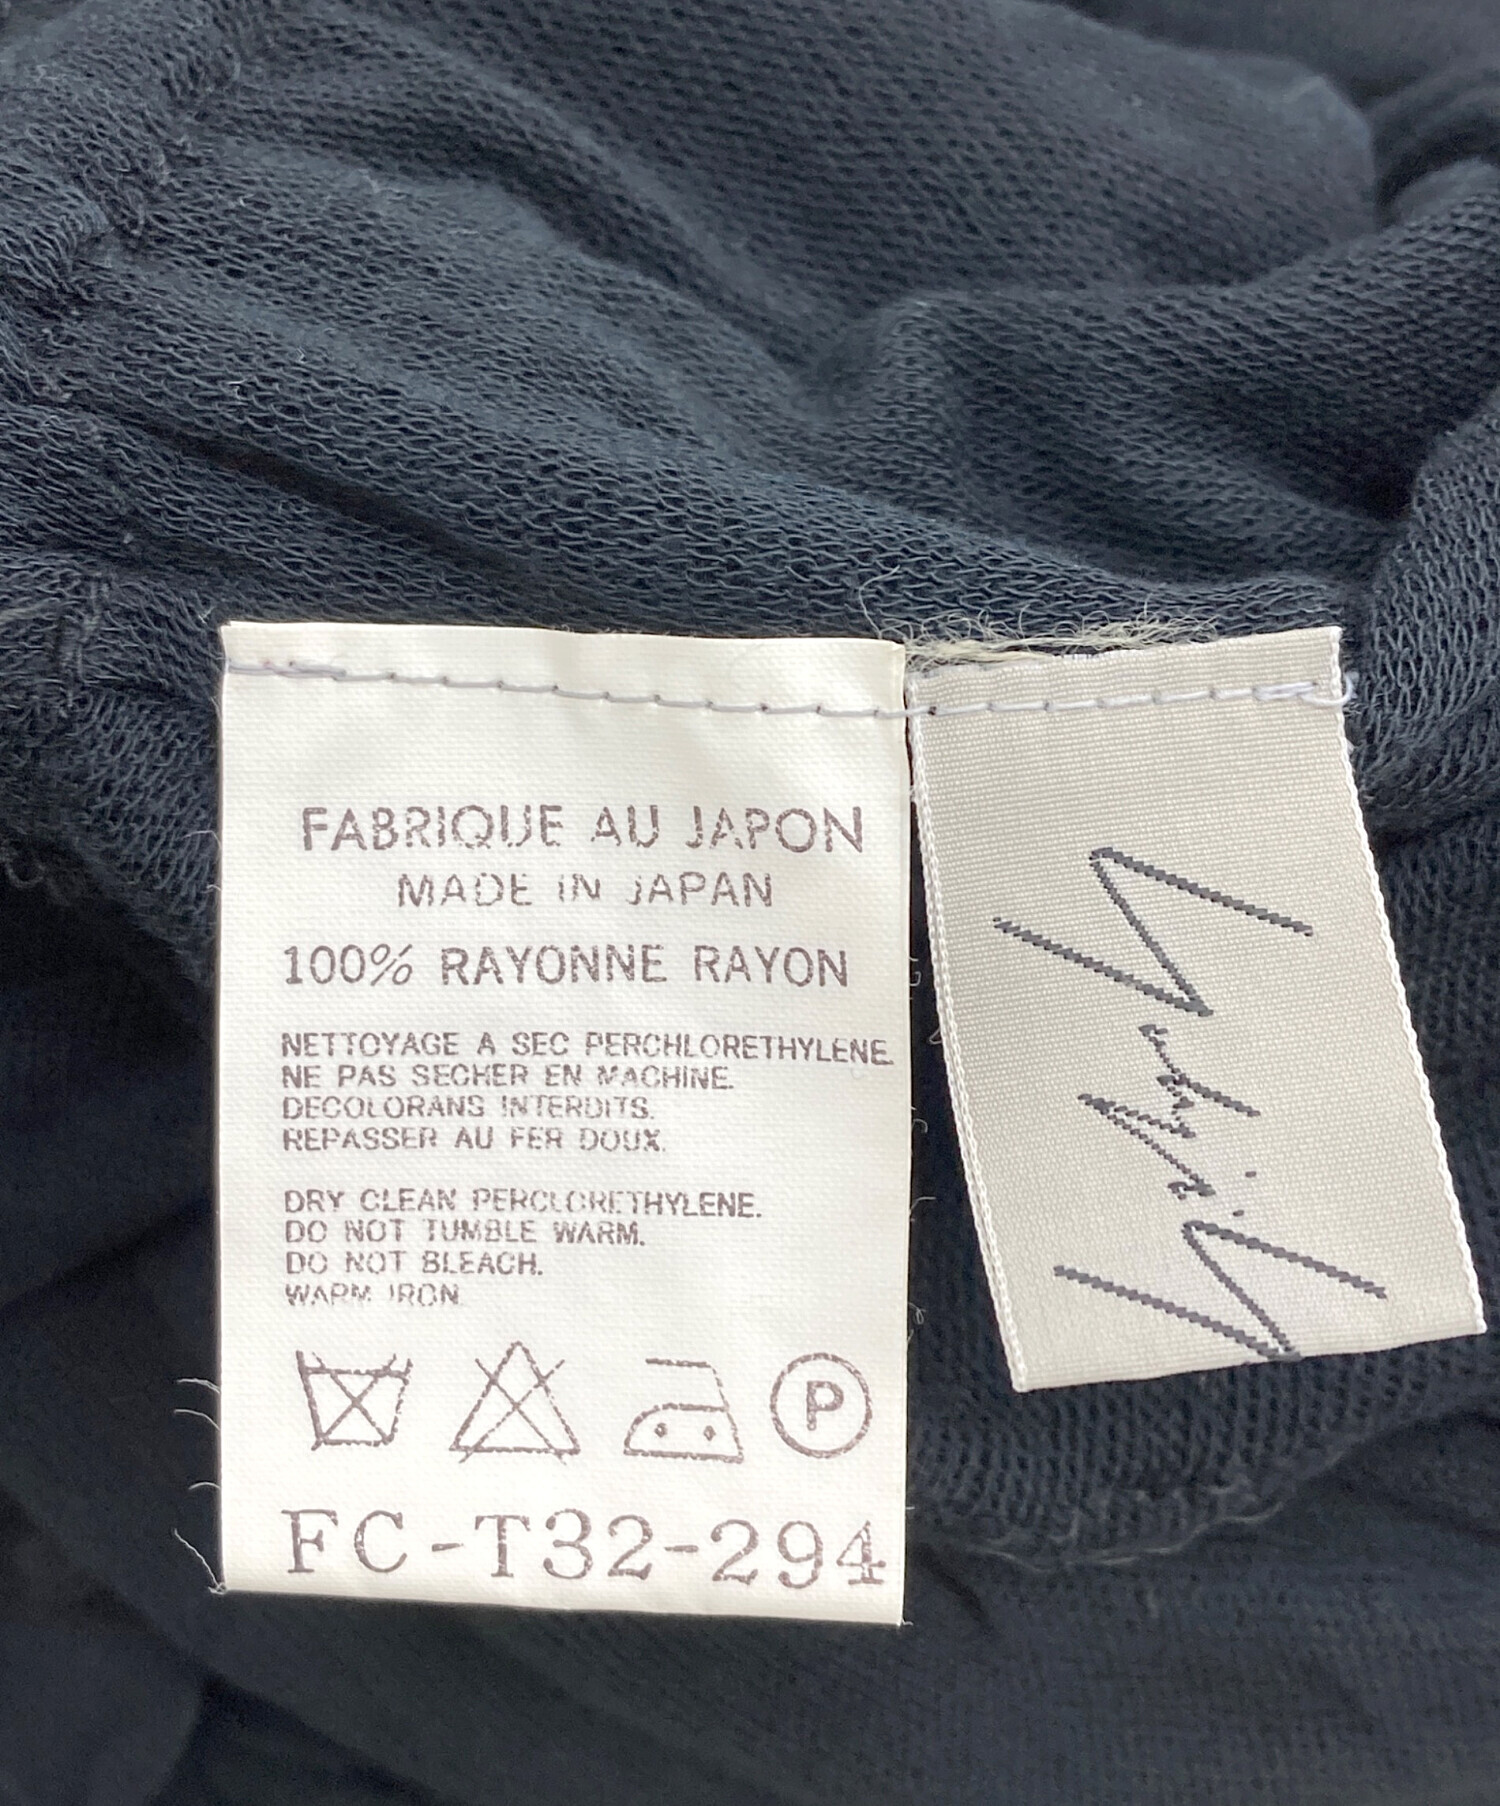 FABRIQUE AU JAPON
MADE IN JAPAN
100% RAYONNE RAYON
NETTOYAGE A SEC PERCHLORETHYLENE.
NE PAS SECHER EN MACHINE.
DECOLORANS INTERDITS.
REPASSER AU FER DOUX.
DRY CLEAN PERCLORETHYLENE.
DO NOT TUMBLE WARM.
DO NOT BLEACH.
WARM IRON.
P
FC-T32-294